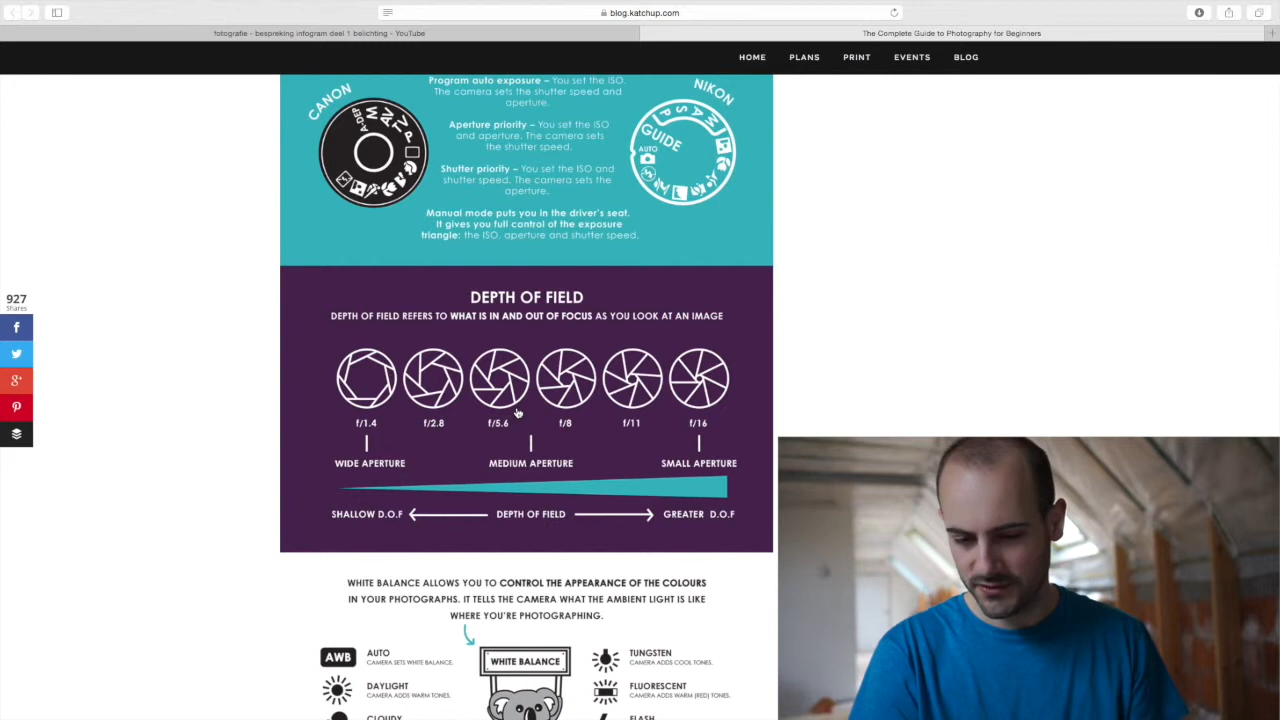 blog.katchup.com
fotografie - bespreking infogram deel 1 belichting - YouTube
The Complete Guide to Photography for Beginners
HOME PLANS PRINT EVENTS BLOG
Program auto exposure – You set the ISO.
The camera sets the shutter speed and
aperture.
CANON
A-DEP
M
AV
TV
P
NIKON
M
A
S
P
GUIDE
AUTO
Aperture priority – You set the ISO
and aperture. The camera sets
the shutter speed.
Shutter priority – You set the ISO and
shutter speed. The camera sets the
aperture.
Manual mode puts you in the driver's seat.
It gives you full control of the exposure
triangle: the ISO, aperture and shutter speed.
927
Shares
DEPTH OF FIELD
DEPTH OF FIELD REFERS TO WHAT IS IN AND OUT OF FOCUS AS YOU LOOK AT AN IMAGE
f/1.4 f/2.8 f/5.6 f/8 f/11 f/16
WIDE APERTURE MEDIUM APERTURE SMALL APERTURE
SHALLOW D.O.F DEPTH OF FIELD GREATER D.O.F
WHITE BALANCE ALLOWS YOU TO CONTROL THE APPEARANCE OF THE COLOURS
IN YOUR PHOTOGRAPHS. IT TELLS THE CAMERA WHAT THE AMBIENT LIGHT IS LIKE
WHERE YOU'RE PHOTOGRAPHING.
AWB
AUTO
CAMERA SETS WHITE BALANCE.
WHITE BALANCE
TUNGSTEN
CAMERA ADDS COOL TONES.
DAYLIGHT
CAMERA ADDS WARM TONES.
FLUORESCENT
CAMERA ADDS WARM (RED) TONES.
CLOUDY
FLASH